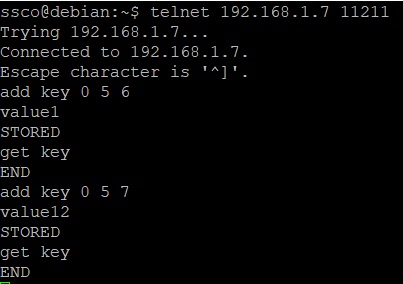 ssco@debian:~$ telnet 192.168.1.7 11211
Trying 192.168.1.7...
Connected to 192.168.1.7.
Escape character is '^]'.
add key 0 5 6
value1
STORED
get key
END
add key 0 5 7
value12
STORED
get key
END